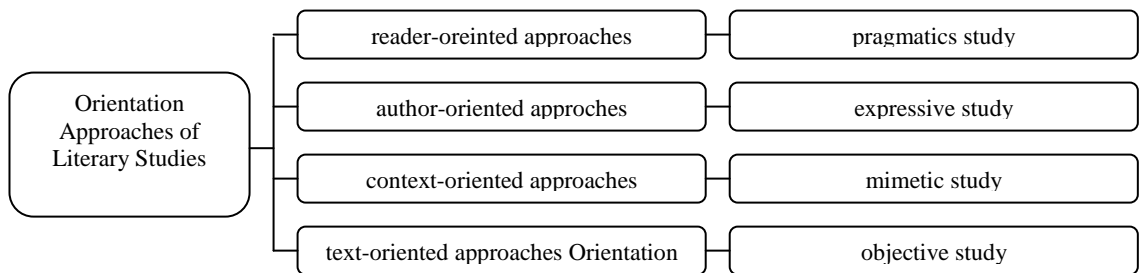 Orientation
Approaches of
Literary Studies
reader-oreinted approaches
pragmatics study
author-oriented approches
expressive study
context-oriented approaches
mimetic study
text-oriented approaches Orientation
objective study